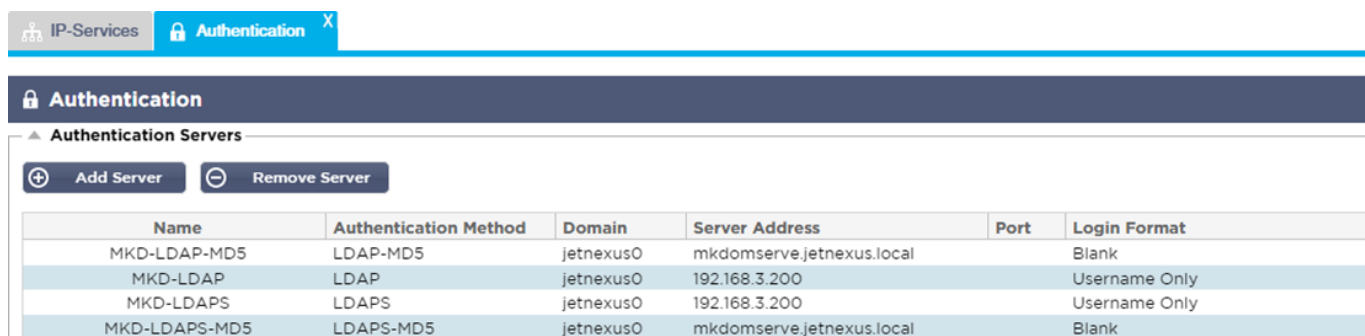 IP-Services Authentication X
Authentication
Authentication Servers
Add Server Remove Server
Name Authentication Method Domain Server Address Port Login Format
MKD-LDAP-MD5 LDAP-MD5 jetnexus0 mkdomserve.jetnexus.local Blank
MKD-LDAP LDAP jetnexus0 192.168.3.200 Username Only
MKD-LDAPS LDAPS jetnexus0 192.168.3.200 Username Only
MKD-LDAPS-MD5 LDAPS-MD5 jetnexus0 mkdomserve.jetnexus.local Blank